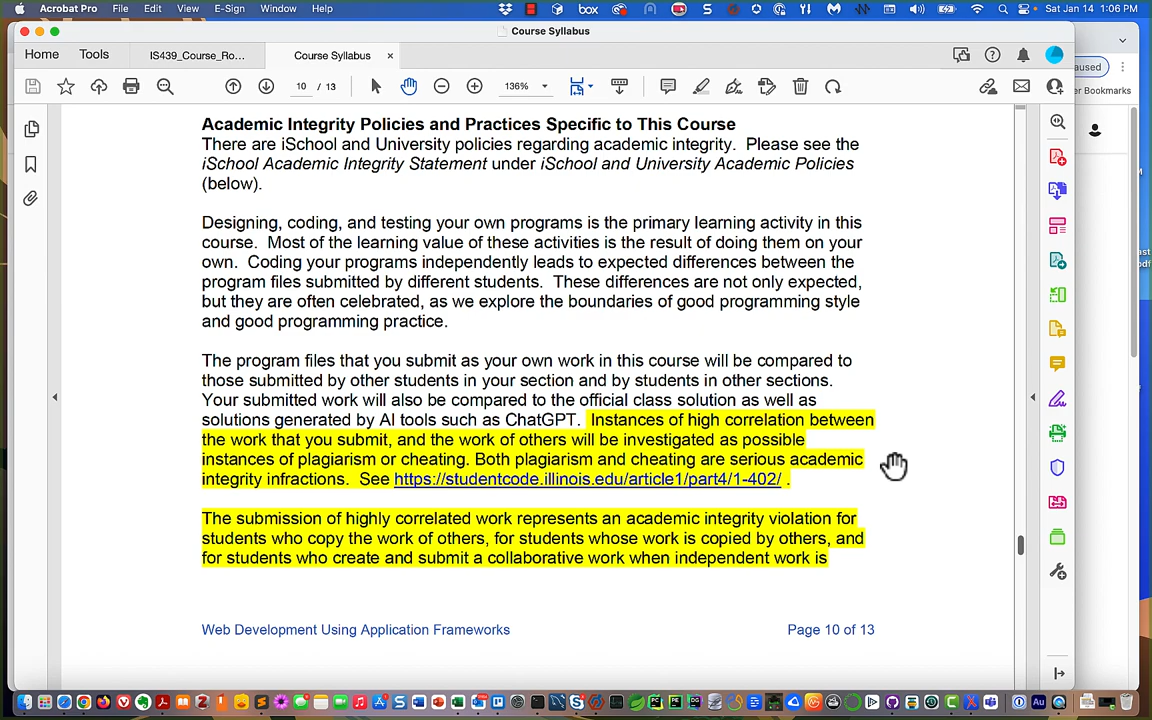 Acrobat Pro File Edit View E-Sign Window Help box Sat Jan 14 1:06 PM
Course Syllabus
Home Tools IS439_Course_Ro... Course Syllabus ×
10 / 13 136%
aused
er Bookmarks
Academic Integrity Policies and Practices Specific to This Course
There are iSchool and University policies regarding academic integrity. Please see the
iSchool Academic Integrity Statement under iSchool and University Academic Policies
(below).
Designing, coding, and testing your own programs is the primary learning activity in this
course. Most of the learning value of these activities is the result of doing them on your
own. Coding your programs independently leads to expected differences between the
program files submitted by different students. These differences are not only expected,
but they are often celebrated, as we explore the boundaries of good programming style
and good programming practice.
The program files that you submit as your own work in this course will be compared to
those submitted by other students in your section and by students in other sections.
Your submitted work will also be compared to the official class solution as well as
solutions generated by AI tools such as ChatGPT. Instances of high correlation between
the work that you submit, and the work of others will be investigated as possible
instances of plagiarism or cheating. Both plagiarism and cheating are serious academic
integrity infractions. See https://studentcode.illinois.edu/article1/part4/1-402/ .
The submission of highly correlated work represents an academic integrity violation for
students who copy the work of others, for students whose work is copied by others, and
for students who create and submit a collaborative work when independent work is
Web Development Using Application Frameworks Page 10 of 13